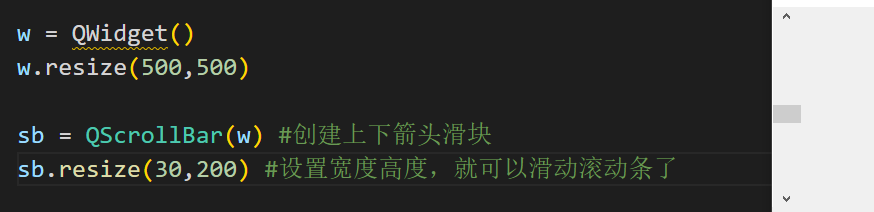 w = QWidget()
w.resize(500,500)
sb = QScrollBar(w) #创建上下箭头滑块
sb.resize(30,200) #设置宽度高度，就可以滑动滚动条了